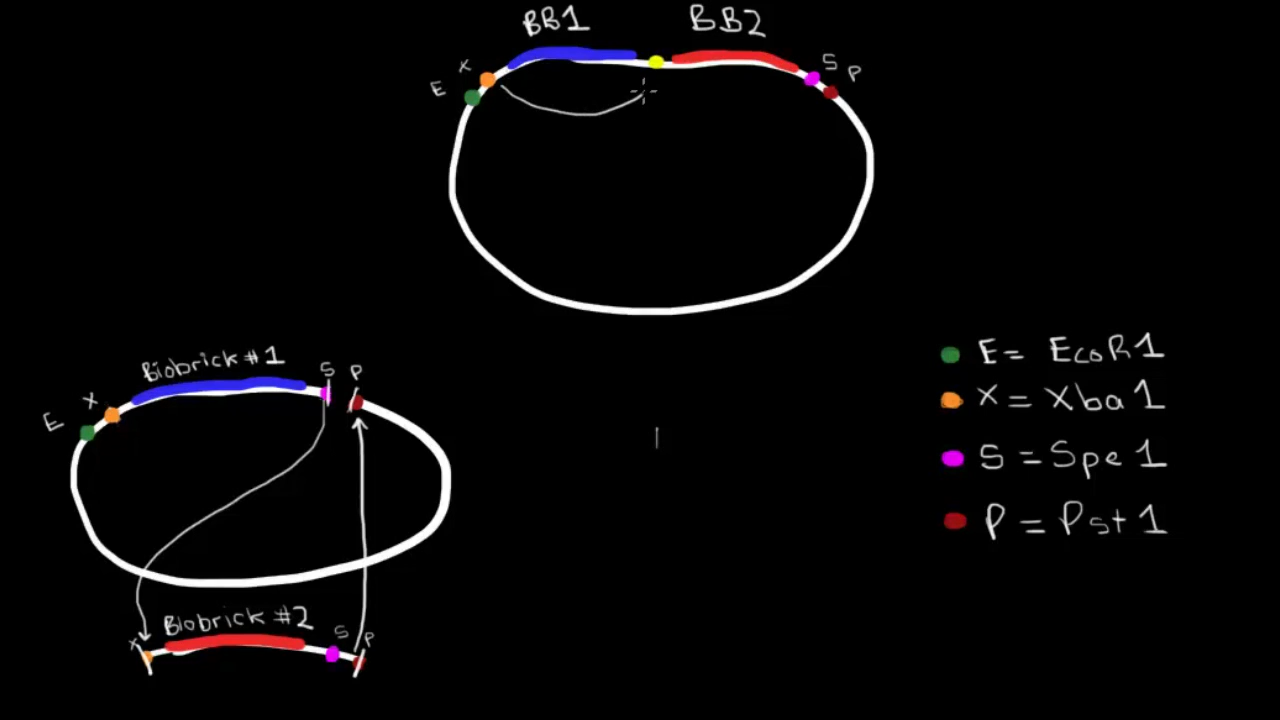 BB1 BB2
X S P
E
E = EcoR1
Biobrick #1 S P
X = Xba1
E X
S = Spe1
P = Pst1
Biobrick #2
X S P